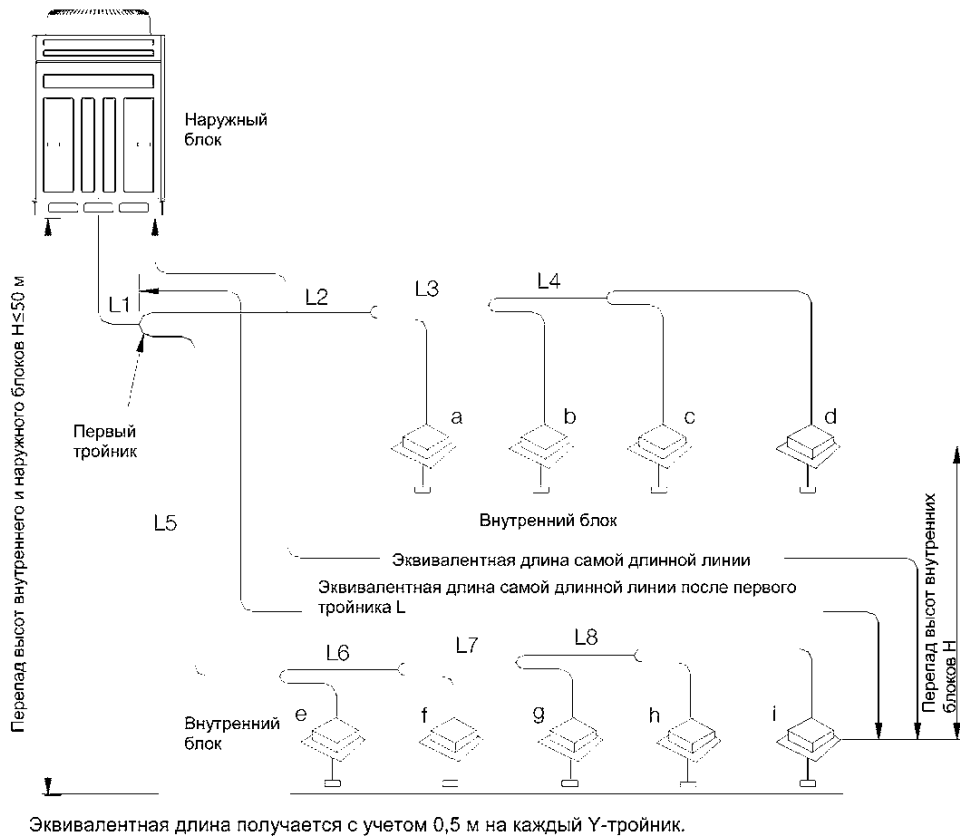 Наружный
блок
Перепад высот внутреннего и наружного блоков H≤50 м
L1
L2
L3
L4
Первый
тройник
a
b
c
d
L5
Внутренний блок
Эквивалентная длина самой длинной линии
Эквивалентная длина самой длинной линии после первого
тройника L
Перепад высот внутренних
блоков H
L6
L7
L8
Внутренний
блок
e
f
g
h
i
Эквивалентная длина получается с учетом 0,5 м на каждый Y-тройник.